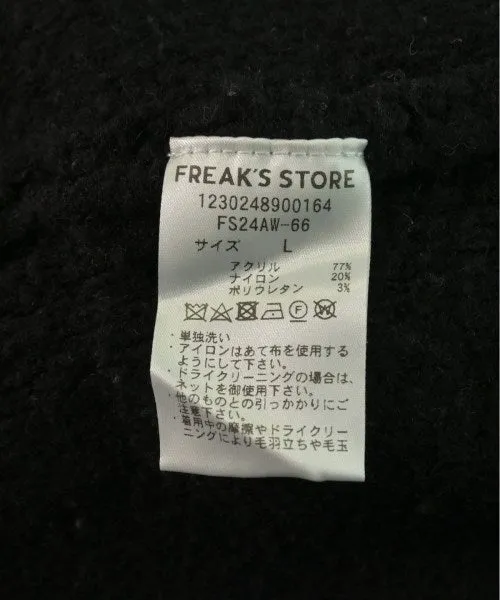 FREAK'S STORE
1230248900164
FS24AW-66
サイズ L
アクリル 77%
ナイロン 20%
ポリウレタン 3%
F W
・単独洗い
・アイロンはあて布を使用する
ようにして下さい。
・ドライクリーニングの場合は、
ネットを御使用下さい。
・他のものとの引っかかりにご
注意下さい。
・着用中の摩擦やドライクリー
ニングにより毛羽立ちや毛玉